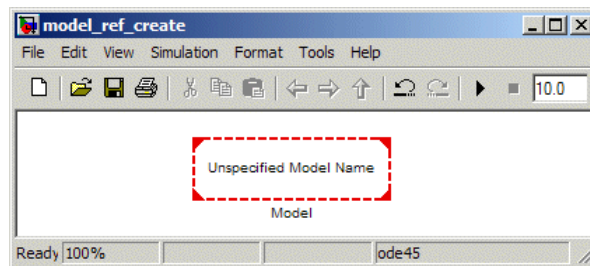 model_ref_create
File Edit View Simulation Format Tools Help
10.0
Unspecified Model Name
Model
Ready 100% ode45